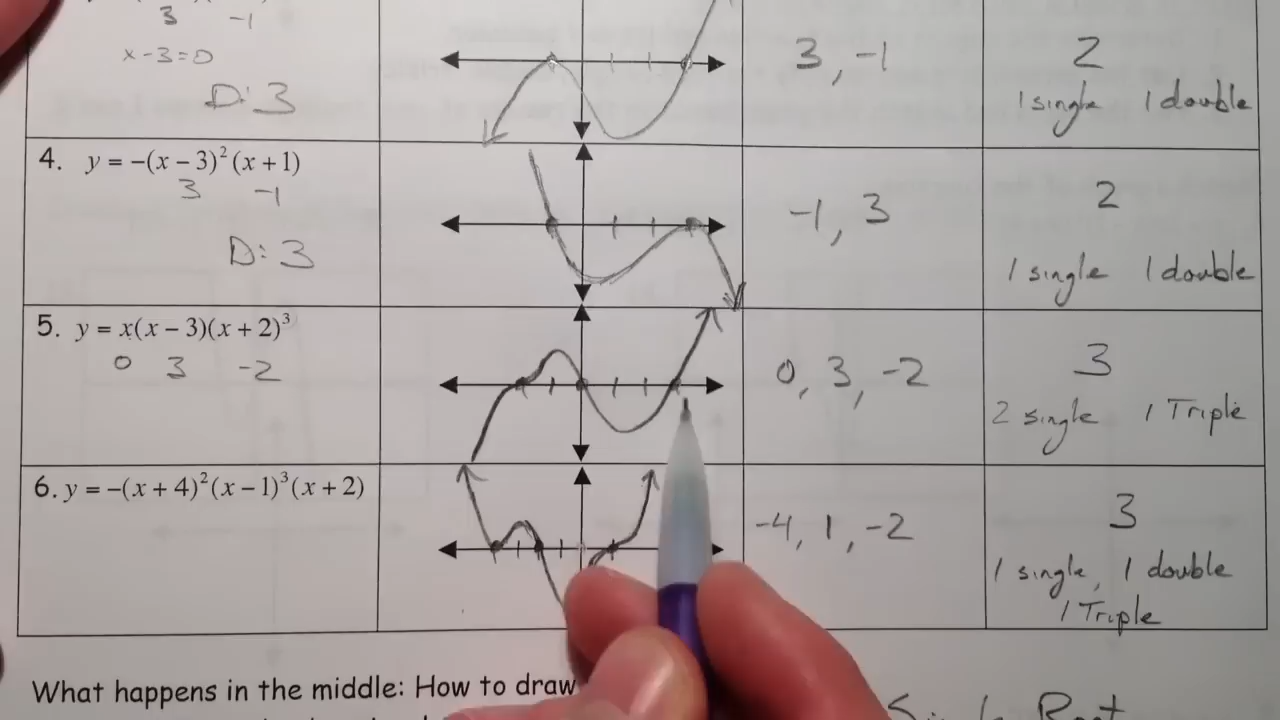 3 -1
x-3=0
D: 3
3, -1
2
1 single 1 double
4. y = -(x - 3)²(x + 1)
3 -1
D: 3
-1, 3
2
1 single 1 double
5. y = x(x - 3)(x + 2)³
0 3 -2
0, 3, -2
3
2 single 1 Triple
6. y = -(x + 4)²(x - 1)³(x + 2)
-4, 1, -2
3
1 single, 1 double
1 Triple
What happens in the middle: How to draw
Root